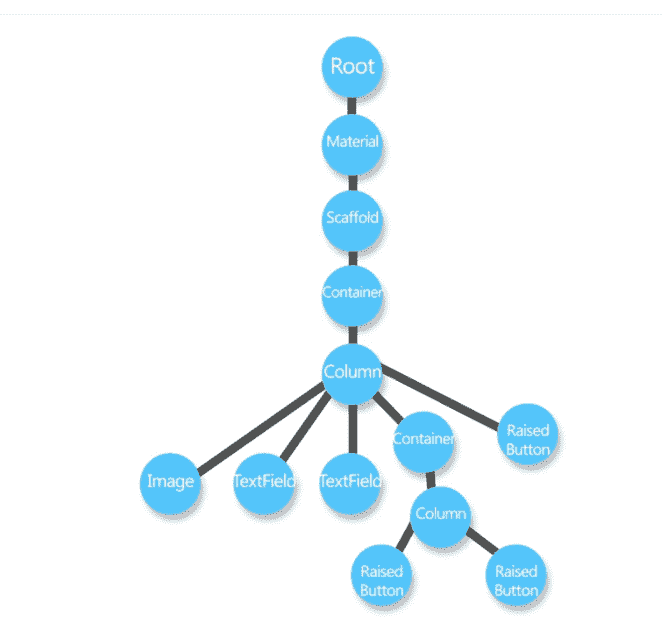 Root
Material
Scaffold
Container
Column
Image
TextField
TextField
Container
Raised
Button
Column
Raised
Button
Raised
Button